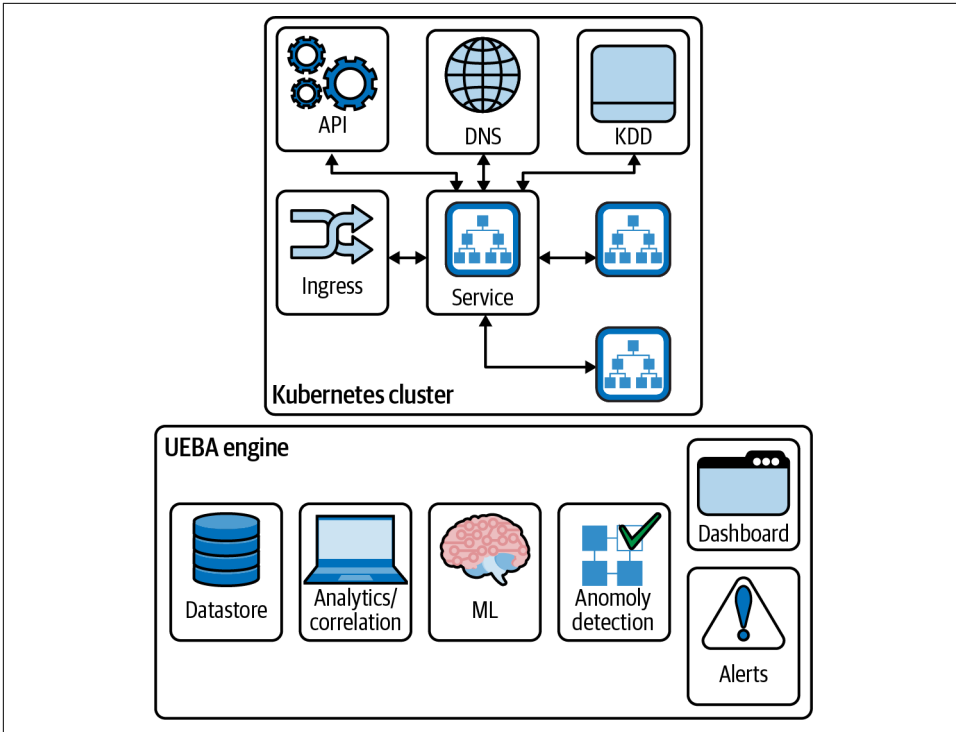 API
DNS
KDD
Ingress
Service
Kubernetes cluster
UEBA engine
Dashboard
Datastore
Analytics/
correlation
ML
Anomoly
detection
Alerts